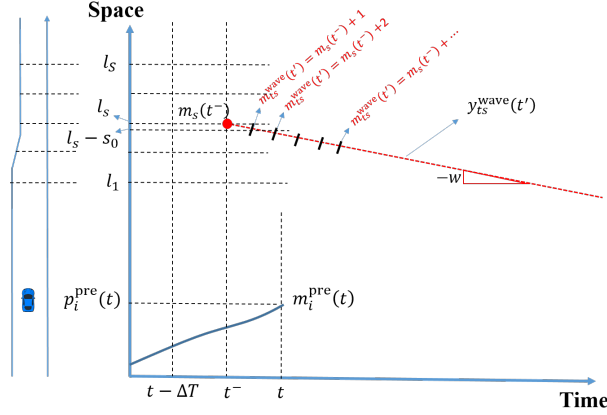 Space
m_ts^wave(t′) = m_s(t⁻) + 1
m_ts^wave(t′) = m_s(t⁻) + 2
m_ts^wave(t′) = m_s(t⁻) + ...
l_S
l_s
m_s(t⁻)
y_ts^wave(t′)
l_s − s_0
l_1
−w
p_i^pre(t)
m_i^pre(t)
t − ΔT
t⁻
t
Time